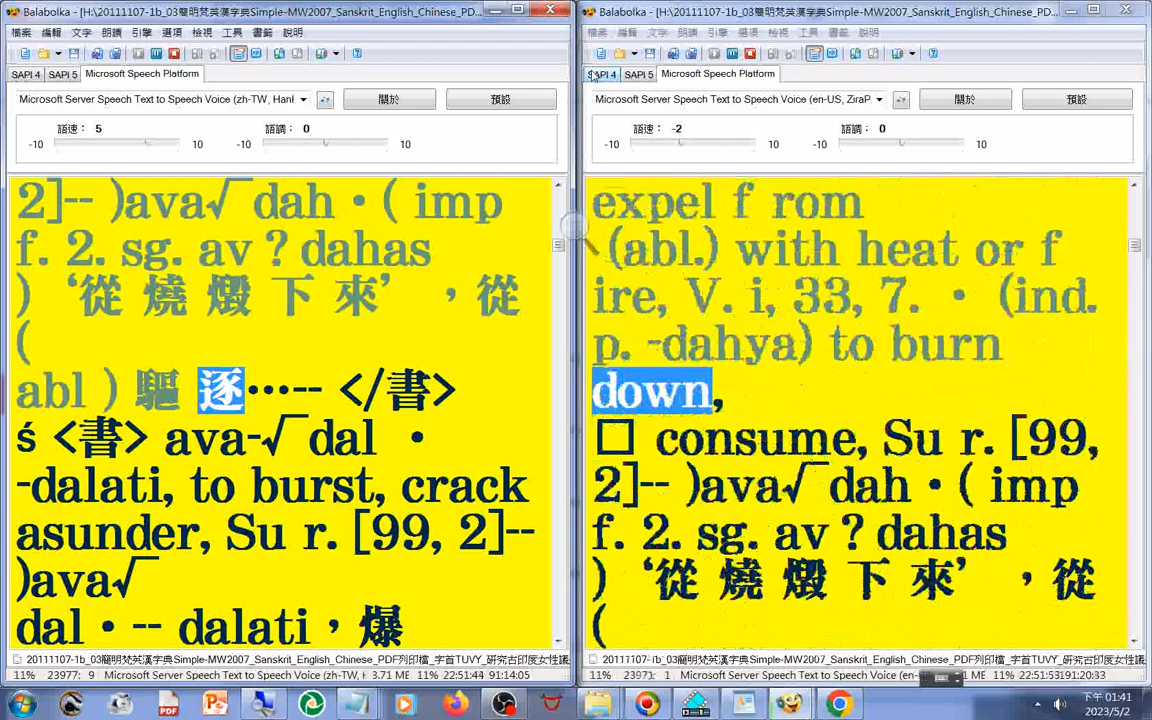 Balabolka - [H:\20111107-1b_03簡明梵英漢字典Simple-MW2007_Sanskrit_English_Chinese_PD...
檔案 編輯 文字 朗讀 引擎 選項 檢視 工具 書籤 說明
SAPI 4 SAPI 5 Microsoft Speech Platform
Microsoft Server Speech Text to Speech Voice (zh-TW, Hanl
關於 預設
語速： 5 語調： 0
-10 10 -10 10
2]-- )ava√ dah •( imp
f. 2. sg. av ? dahas
)‘從 燒 燬 下 來’ ，從
(
abl ) 驅 逐…-- </書>
ś <書> ava-√ dal •
-dalati, to burst, crack
asunder, Su r. [99, 2]--
)ava√
dal • -- dalati，爆
20111107-1b_03簡明梵英漢字典Simple-MW2007_Sanskrit_English_Chinese_PDF列印檔_字首TUVY_研究古印度女性議
11% 23977: 9 Microsoft Server Speech Text to Speech Voice (zh-TW, 3.71 ME 11% 22:51:44 91:14:05
Balabolka - [H:\20111107-1b_03簡明梵英漢字典Simple-MW2007_Sanskrit_English_Chinese_PD...
檔案 編輯 文字 朗讀 引擎 選項 檢視 工具 書籤 說明
SAPI 4 SAPI 5 Microsoft Speech Platform
Microsoft Server Speech Text to Speech Voice (en-US, ZiraP
關於 預設
語速： -2 語調： 0
-10 10 -10 10
expel f rom
(abl.) with heat or f
ire, V. i, 33, 7. • (ind.
p. -dahya) to burn
down,
□ consume, Su r. [99,
2]-- )ava√ dah •( imp
f. 2. sg. av ? dahas
)‘從 燒 燬 下 來’ ，從
(
20111107-1b_03簡明梵英漢字典Simple-MW2007_Sanskrit_English_Chinese_PDF列印檔_字首TUVY_研究古印度女性議
11% Microsoft Server Speech Text to Speech Voice (en- 3.71 ME 11% 22:51:53
下午 01:41
2023/5/2